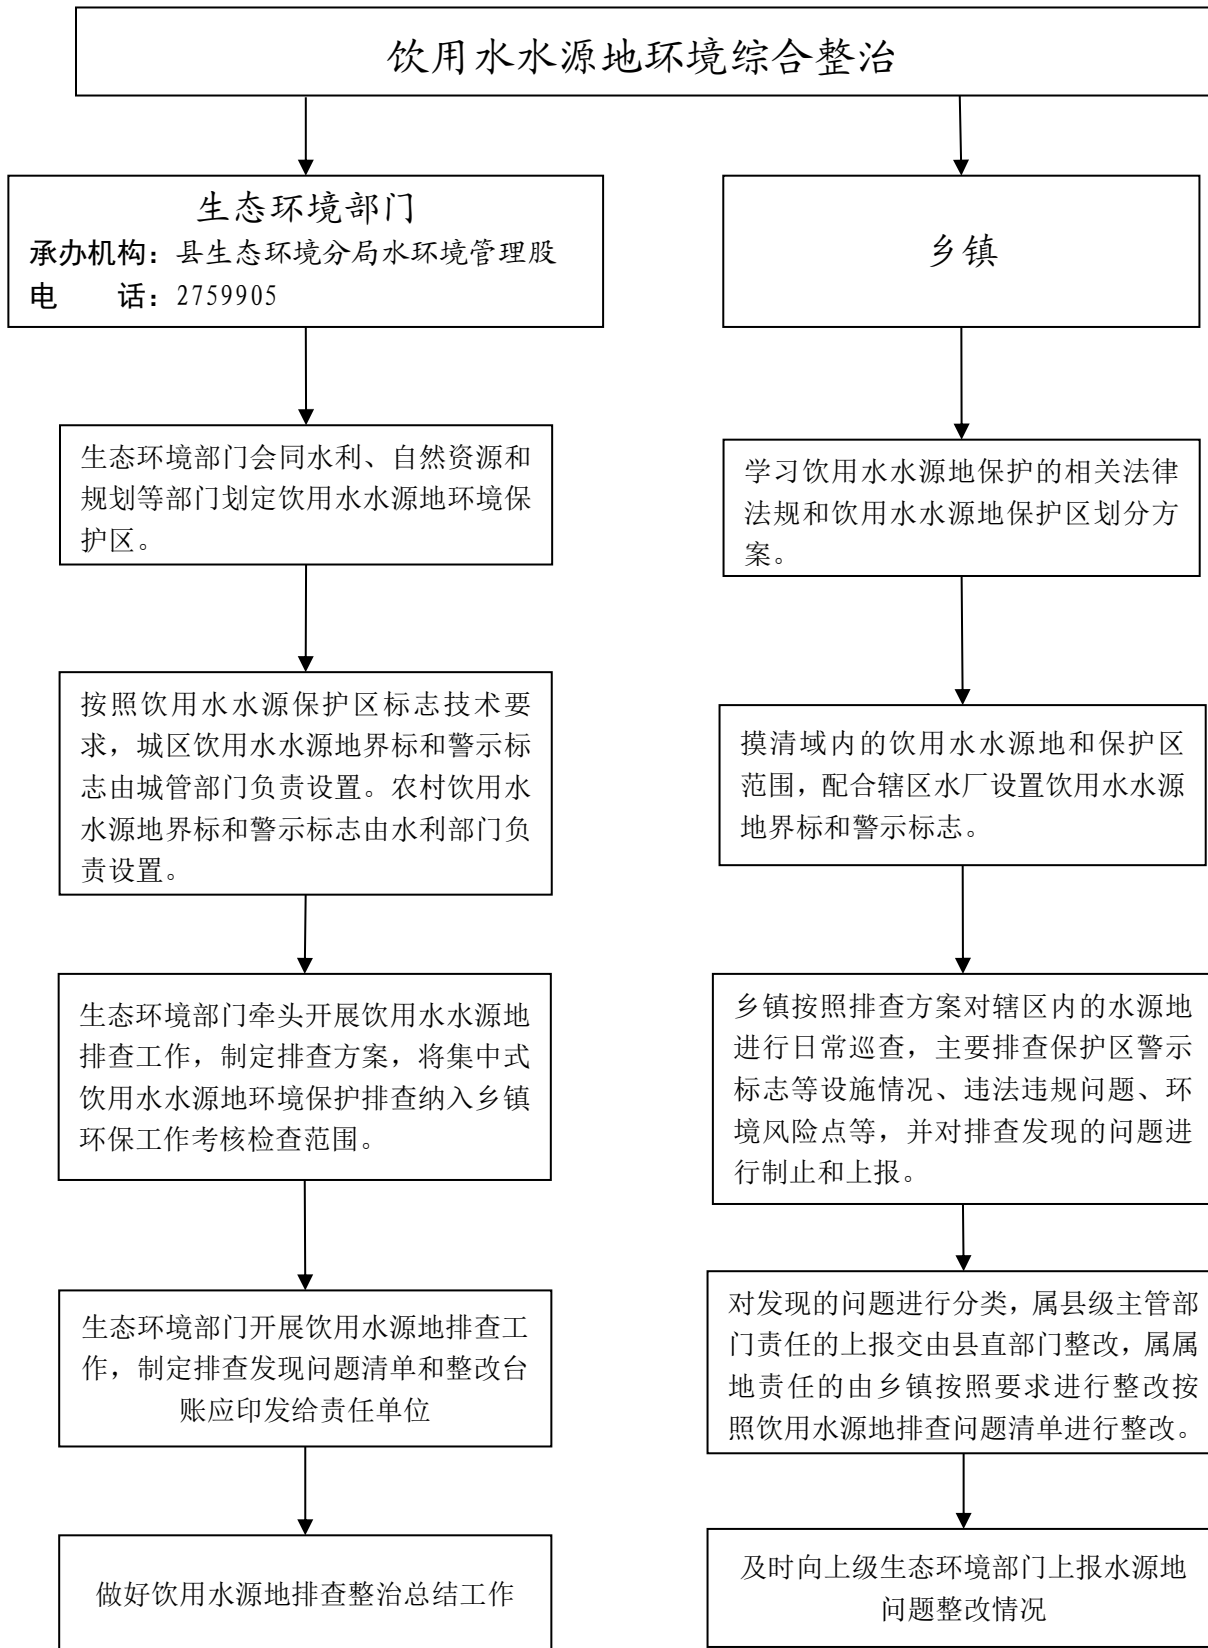 饮用水水源地环境综合整治
生态环境部门
承办机构：县生态环境分局水环境管理股
电　　话：2759905
生态环境部门会同水利、自然资源和
规划等部门划定饮用水水源地环境保
护区。
按照饮用水水源保护区标志技术要
求，城区饮用水水源地界标和警示标
志由城管部门负责设置。农村饮用水
水源地界标和警示标志由水利部门负
责设置。
生态环境部门牵头开展饮用水水源地
排查工作，制定排查方案，将集中式
饮用水水源地环境保护排查纳入乡镇
环保工作考核检查范围。
生态环境部门开展饮用水源地排查工
作，制定排查发现问题清单和整改台
账应印发给责任单位
做好饮用水源地排查整治总结工作
乡镇
学习饮用水水源地保护的相关法律
法规和饮用水水源地保护区划分方
案。
摸清域内的饮用水水源地和保护区
范围，配合辖区水厂设置饮用水水源
地界标和警示标志。
乡镇按照排查方案对辖区内的水源地
进行日常巡查，主要排查保护区警示
标志等设施情况、违法违规问题、环
境风险点等，并对排查发现的问题进
行制止和上报。
对发现的问题进行分类，属县级主管部
门责任的上报交由县直部门整改，属属
地责任的由乡镇按照要求进行整改按
照饮用水源地排查问题清单进行整改。
及时向上级生态环境部门上报水源地
问题整改情况